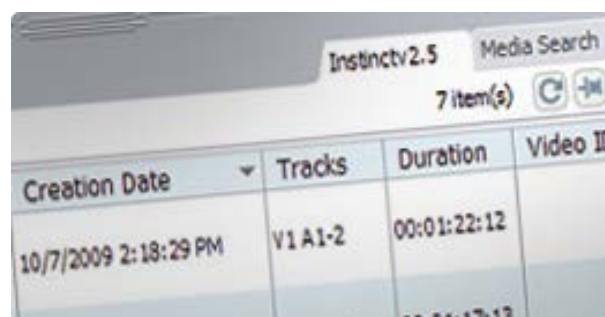 Instinctv2.5 Media Search
7 item(s)
Creation Date Tracks Duration Video
10/7/2009 2:18:29 PM V1 A1-2 00:01:22:12